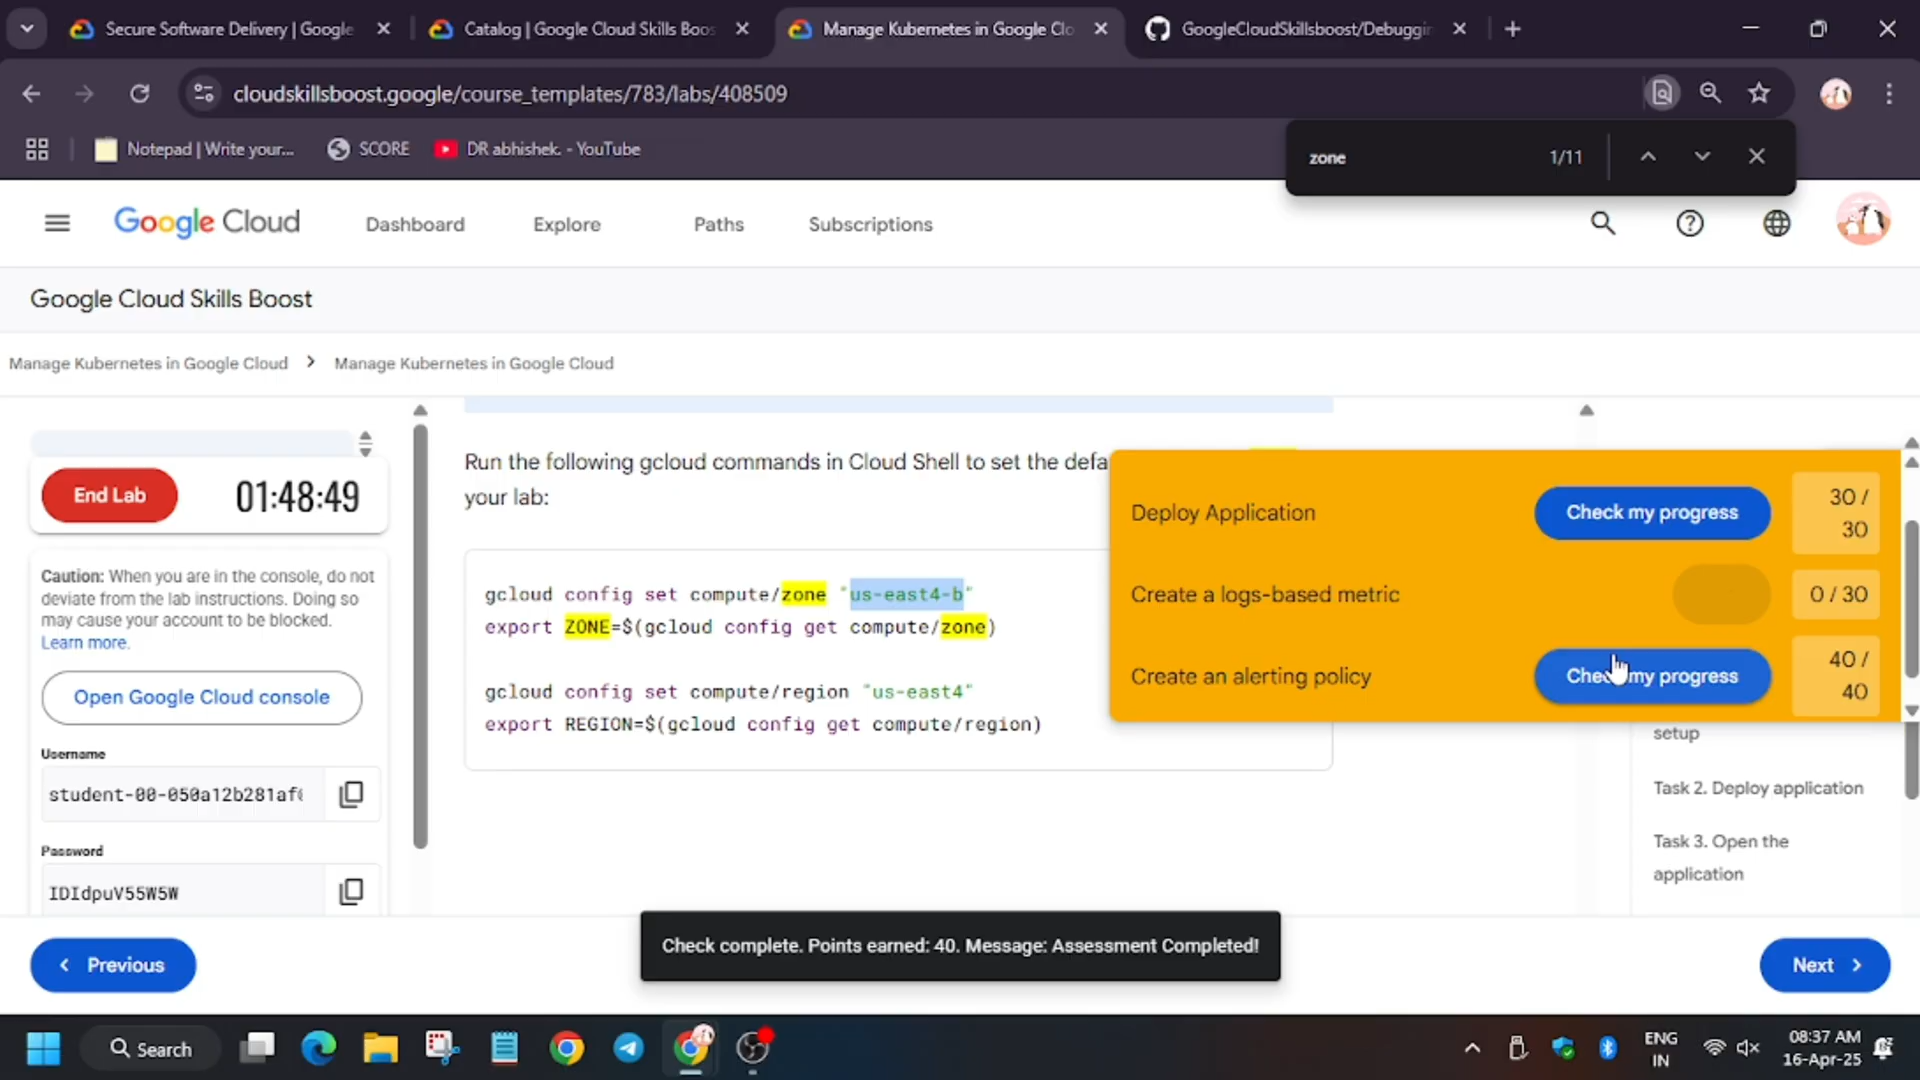 Secure Software Delivery | Google
Catalog | Google Cloud Skills Boos
Manage Kubernetes in Google Clo
GoogleCloudSkillsboost/Debuggin
cloudskillsboost.google/course_templates/783/labs/408509
Notepad | Write your...
SCORE
DR abhishek. - YouTube
zone
1/11
Google Cloud
Dashboard
Explore
Paths
Subscriptions
Google Cloud Skills Boost
Manage Kubernetes in Google Cloud > Manage Kubernetes in Google Cloud
End Lab
01:48:49
Caution: When you are in the console, do not
deviate from the lab instructions. Doing so
may cause your account to be blocked.
Learn more.
Open Google Cloud console
Username
student-00-050a12b281af
Password
IDIdpuV55W5W
Run the following gcloud commands in Cloud Shell to set the defa
your lab:
gcloud config set compute/zone "us-east4-b"
export ZONE=$(gcloud config get compute/zone)
gcloud config set compute/region "us-east4"
export REGION=$(gcloud config get compute/region)
Deploy Application
Check my progress
30 /
30
Create a logs-based metric
0 / 30
Create an alerting policy
Check my progress
40 /
40
setup
Task 2. Deploy application
Task 3. Open the
application
Check complete. Points earned: 40. Message: Assessment Completed!
Previous
Next
Search
ENG
IN
08:37 AM
16-Apr-25